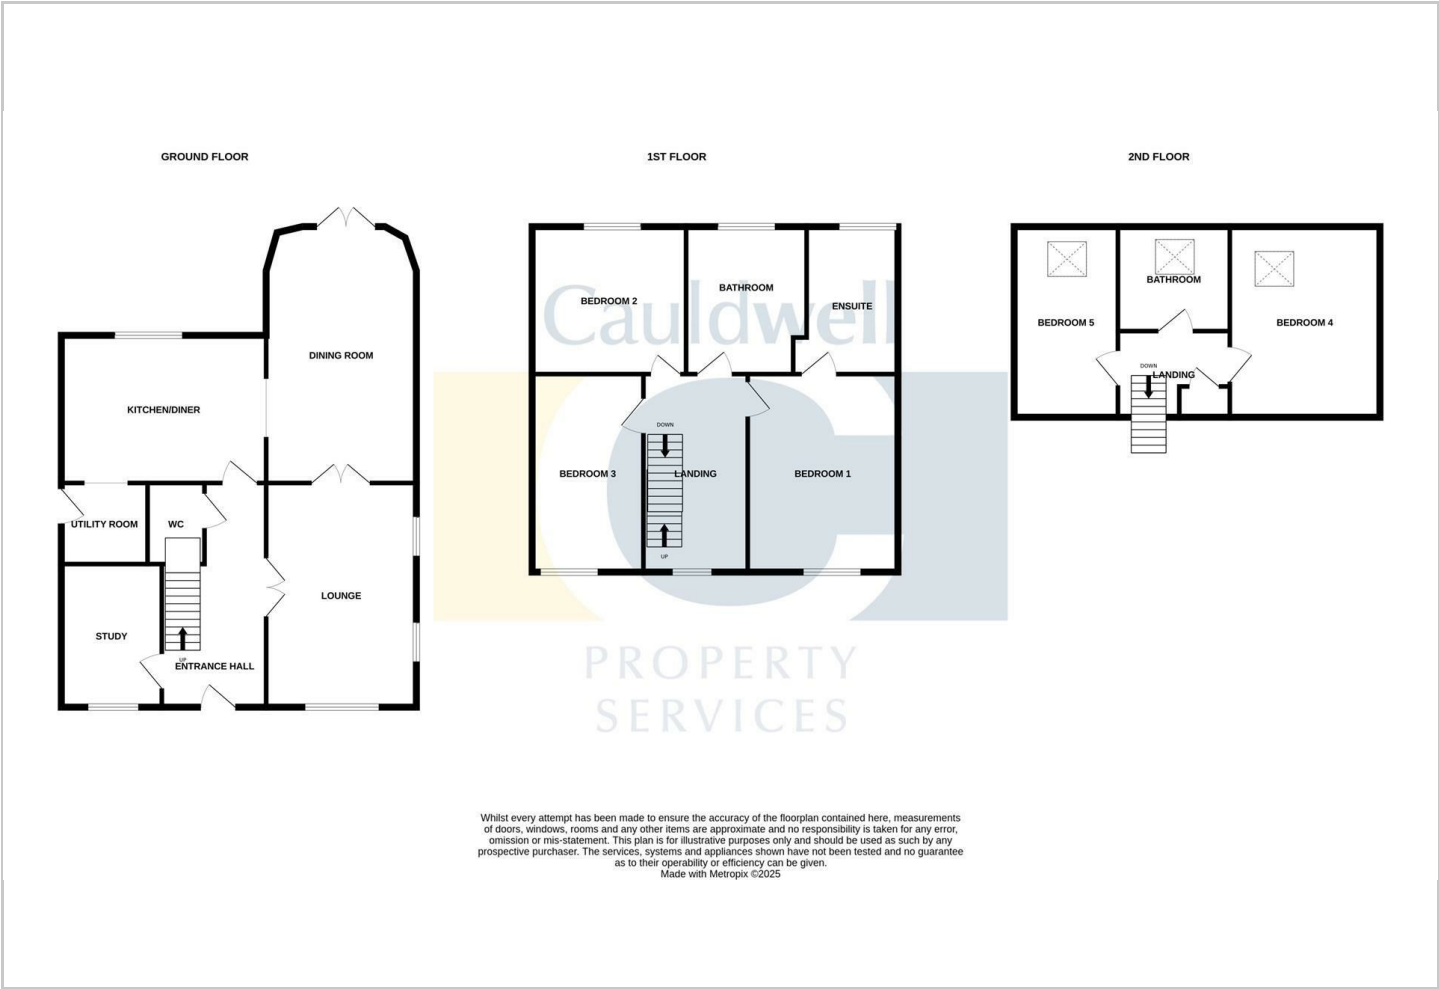 GROUND FLOOR
1ST FLOOR
2ND FLOOR
DINING ROOM
KITCHEN/DINER
UTILITY ROOM
WC
LOUNGE
STUDY
UP
ENTRANCE HALL
BEDROOM 2
BATHROOM
ENSUITE
DOWN
BEDROOM 3
LANDING
BEDROOM 1
UP
BATHROOM
BEDROOM 5
BEDROOM 4
DOWN
LANDING
Cauldwell
PROPERTY
SERVICES
Whilst every attempt has been made to ensure the accuracy of the floorplan contained here, measurements
of doors, windows, rooms and any other items are approximate and no responsibility is taken for any error,
omission or mis-statement. This plan is for illustrative purposes only and should be used as such by any
prospective purchaser. The services, systems and appliances shown have not been tested and no guarantee
as to their operability or efficiency can be given.
Made with Metropix ©2025